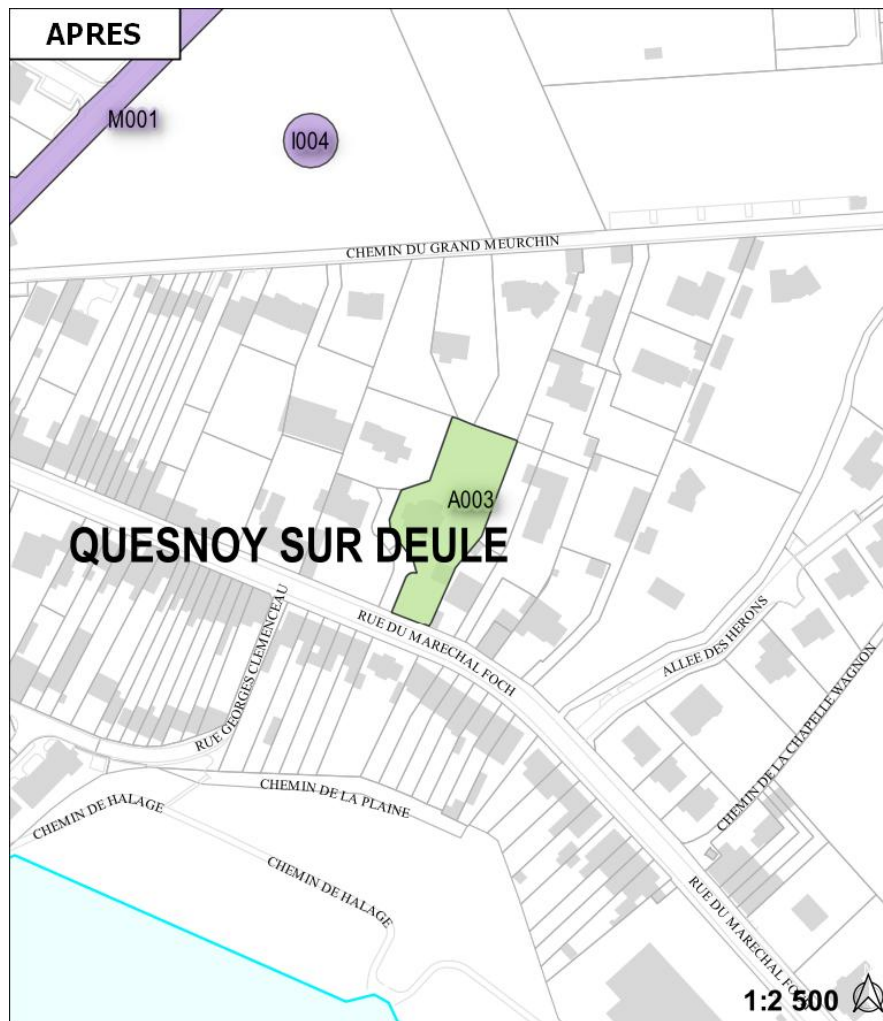 APRES
M001
I004
CHEMIN DU GRAND MEURCHIN
A003
QUESNOY SUR DEULE
RUE DU MARECHAL FOCH
RUE GEORGES CLEMENCEAU
ALLEE DES HERONS
CHEMIN DE LA CHAPELLE WAGNON
CHEMIN DE LA PLAINE
CHEMIN DE HALAGE
CHEMIN DE HALAGE
RUE DU MARECHAL FO
1:2 500